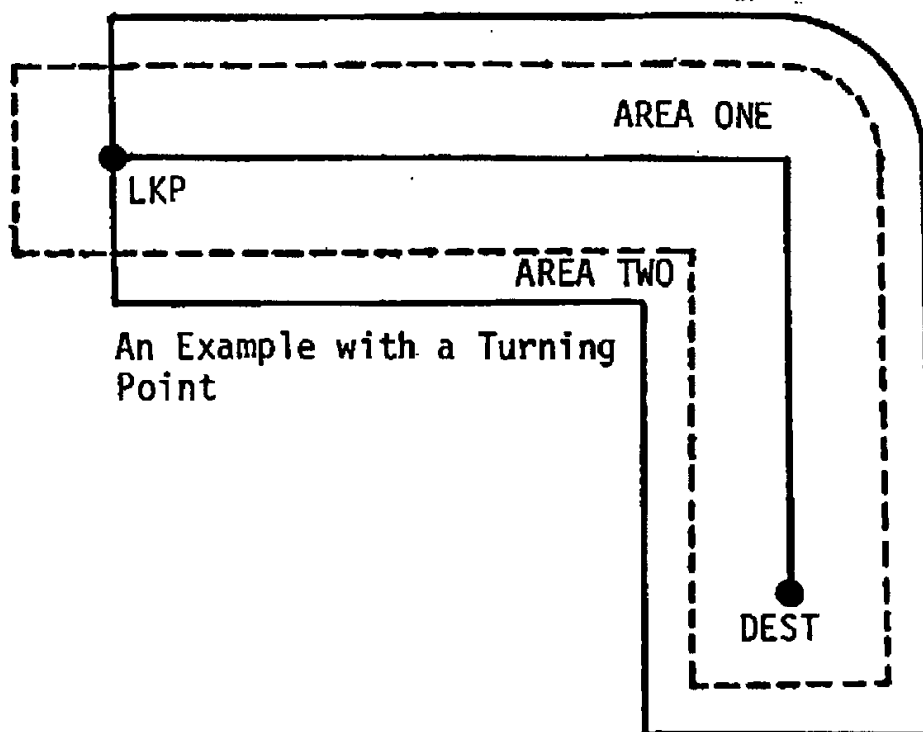 AREA ONE
LKP
AREA TWO
An Example with a Turning
Point
DEST